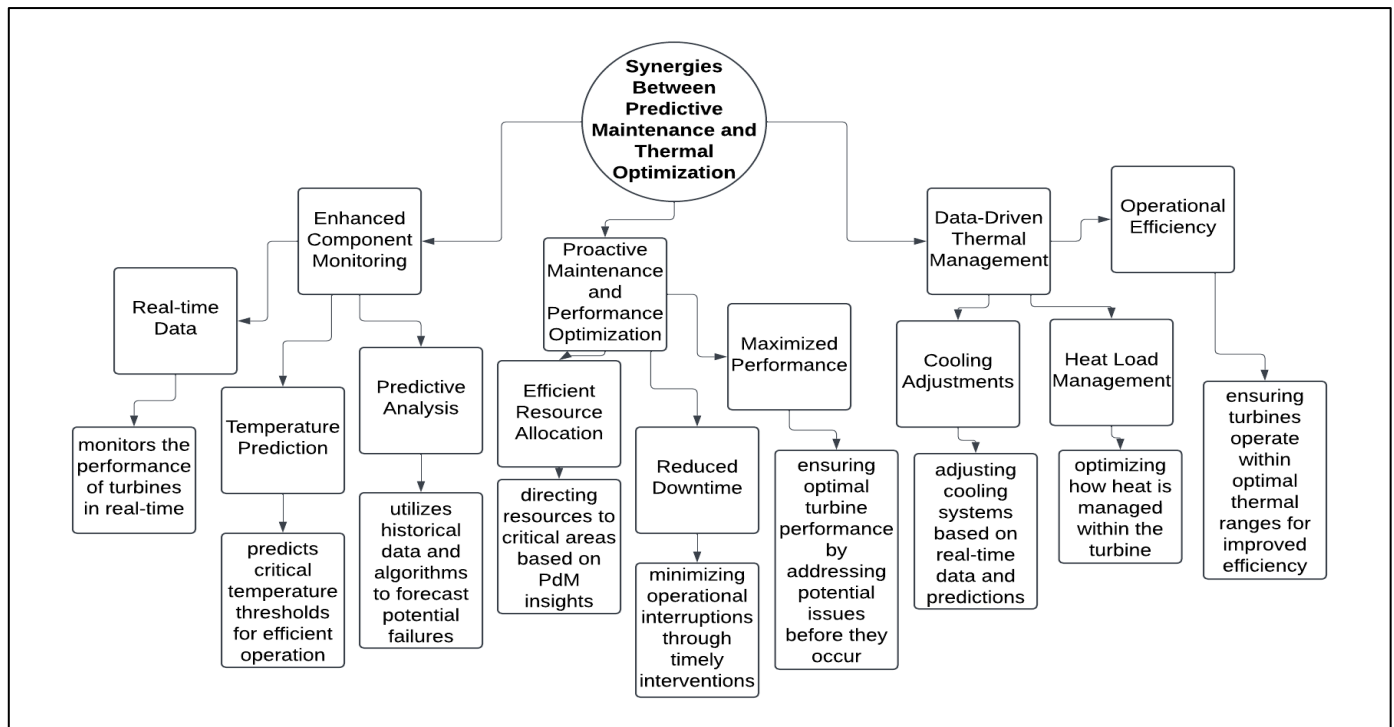 Synergies
Between
Predictive
Maintenance and
Thermal
Optimization
Enhanced
Component
Monitoring
Real-time
Data
monitors the
performance
of turbines
in real-time
Temperature
Prediction
predicts
critical
temperature
thresholds
for efficient
operation
Predictive
Analysis
utilizes
historical
data and
algorithms
to forecast
potential
failures
Proactive
Maintenance
and
Performance
Optimization
Efficient
Resource
Allocation
directing
resources to
critical areas
based on
PdM
insights
Reduced
Downtime
minimizing
operational
interruptions
through
timely
interventions
Maximized
Performance
ensuring
optimal
turbine
performance
by
addressing
potential
issues
before they
occur
Data-Driven
Thermal
Management
Cooling
Adjustments
adjusting
cooling
systems
based on
real-time
data and
predictions
Heat Load
Management
optimizing
how heat is
managed
within the
turbine
Operational
Efficiency
ensuring
turbines
operate
within
optimal
thermal
ranges for
improved
efficiency